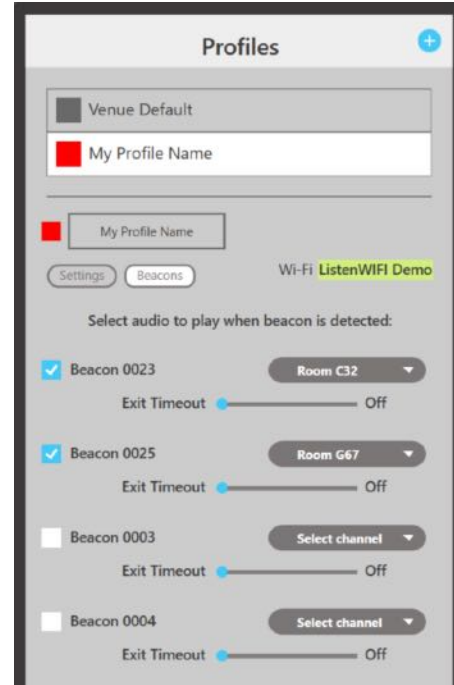 Profiles
Venue Default
My Profile Name
My Profile Name
Settings Beacons Wi-Fi ListenWIFI Demo
Select audio to play when beacon is detected:
Beacon 0023 Room C32
Exit Timeout Off
Beacon 0025 Room G67
Exit Timeout Off
Beacon 0003 Select channel
Exit Timeout Off
Beacon 0004 Select channel
Exit Timeout Off